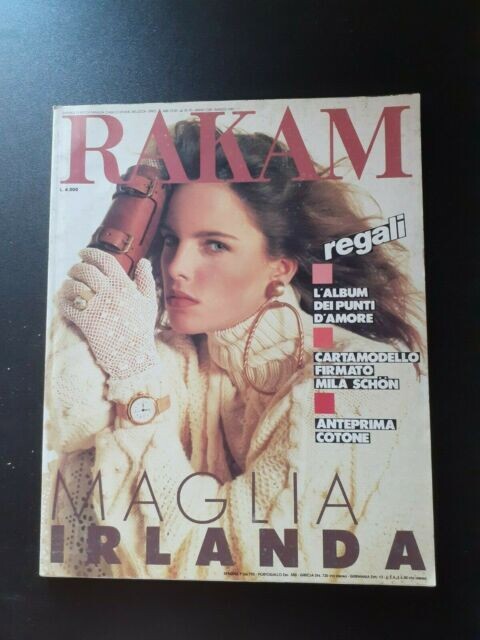 RAKAM
L. 4.000
regali
L'ALBUM
DEI PUNTI
D'AMORE
CARTAMODELLO
FIRMATO
MILA SCHÖN
ANTEPRIMA
COTONE
MAGLIA
IRLANDA